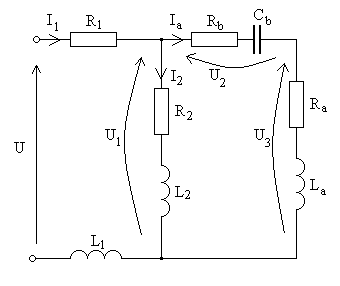 I1 R1 Ia Rb Cb
I2 U2
R2 Ra
U U1 U3
L2 La
L1